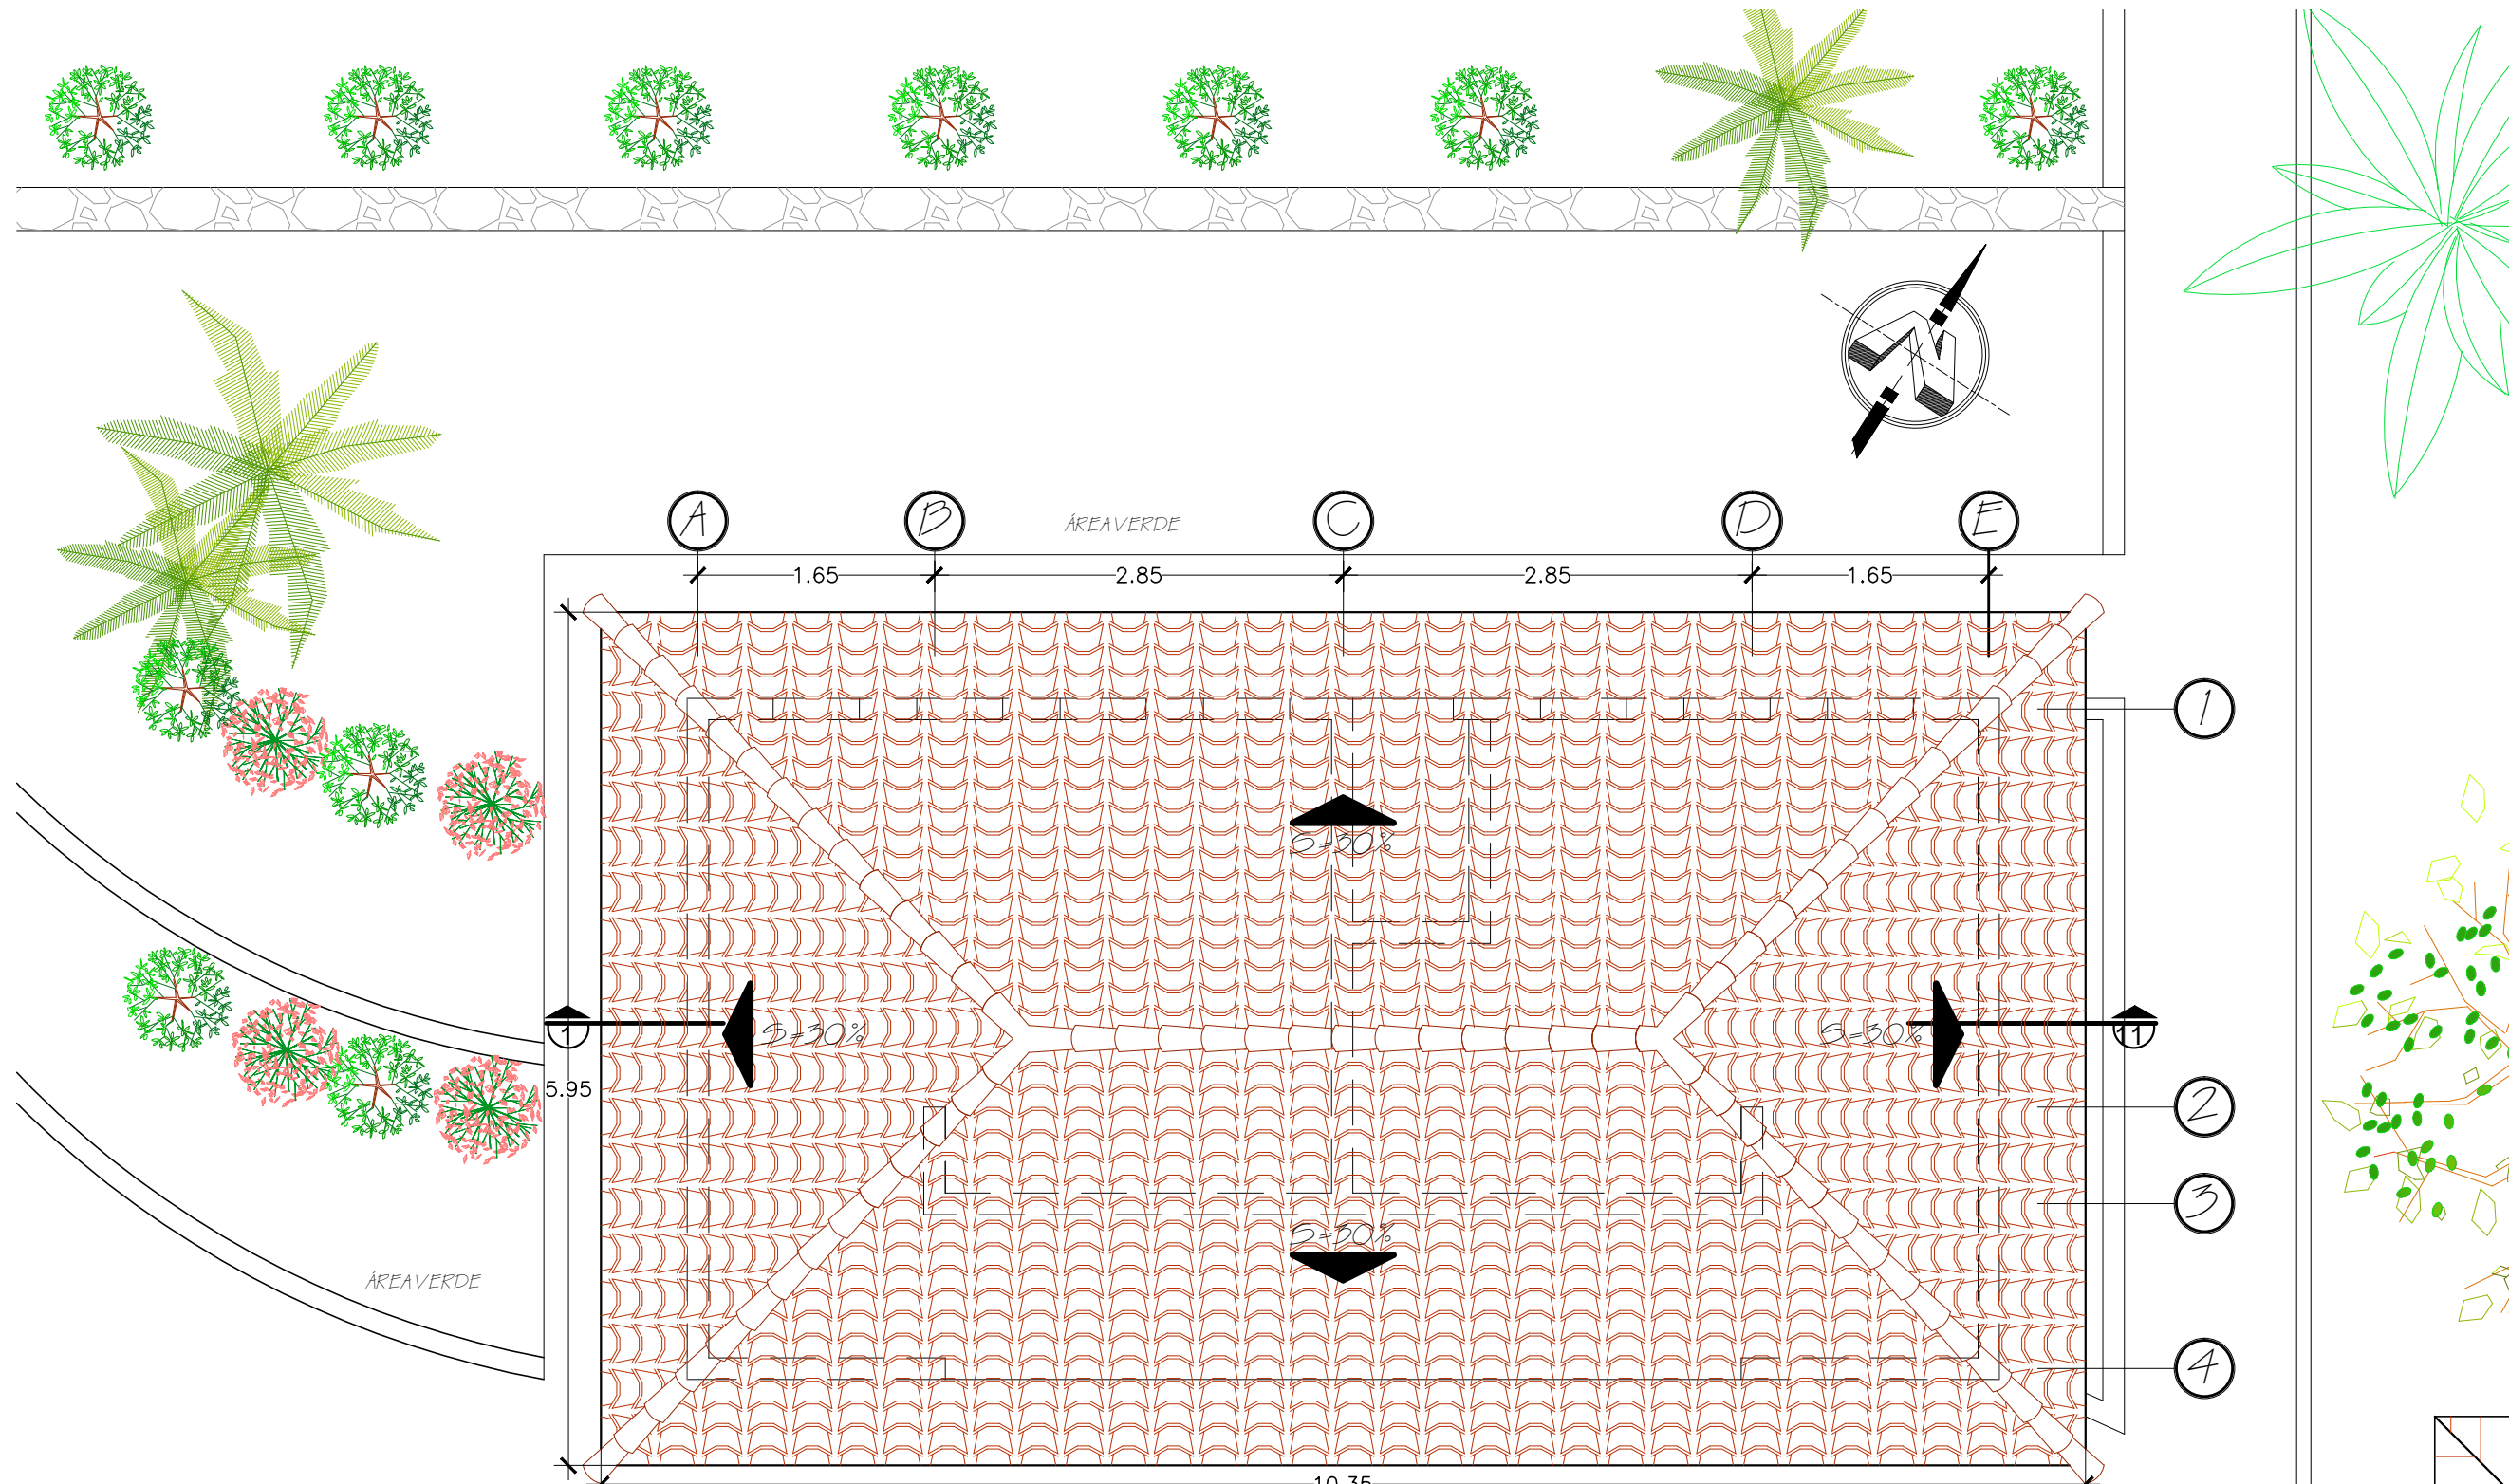 A B C D E
ÁREA VERDE
1.65 2.85 2.85 1.65
1
S=30%
1 S=30% S=30% 11
5.95
2
3
S=30%
ÁREA VERDE
4
10.35